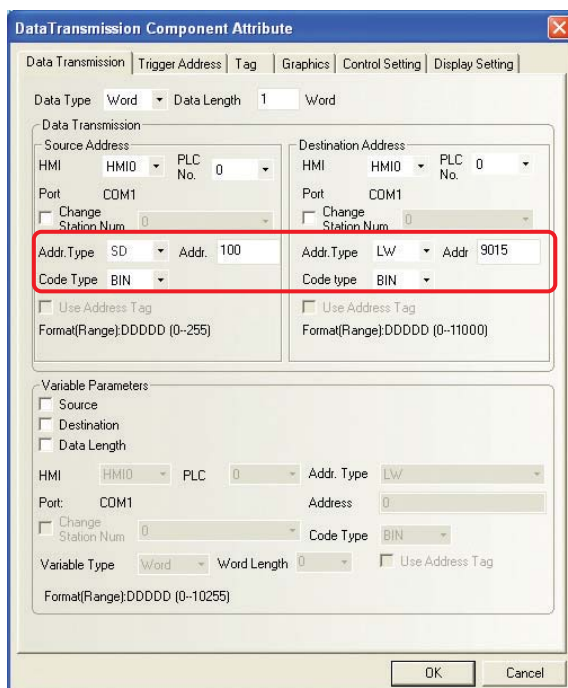 DataTransmission Component Attribute
Data Transmission Trigger Address Tag Graphics Control Setting Display Setting
Data Type Word Data Length 1 Word
Data Transmission
Source Address
HMI HMI0 PLC No. 0
Port COM1
Change Station Num 0
Addr.Type SD Addr. 100
Code Type BIN
Use Address Tag
Format(Range):DDDDD (0--255)
Destination Address
HMI HMI0 PLC No. 0
Port COM1
Change Station Num 0
Addr.Type LW Addr 9015
Code type BIN
Use Address Tag
Format(Range):DDDDD (0--11000)
Variable Parameters
Source
Destination
Data Length
HMI HMI0 PLC 0 Addr. Type LW
Port: COM1 Address 0
Change Station Num 0 Code Type BIN
Variable Type Word Word Length 0 Use Address Tag
Format(Range):DDDDD (0--10255)
OK Cancel